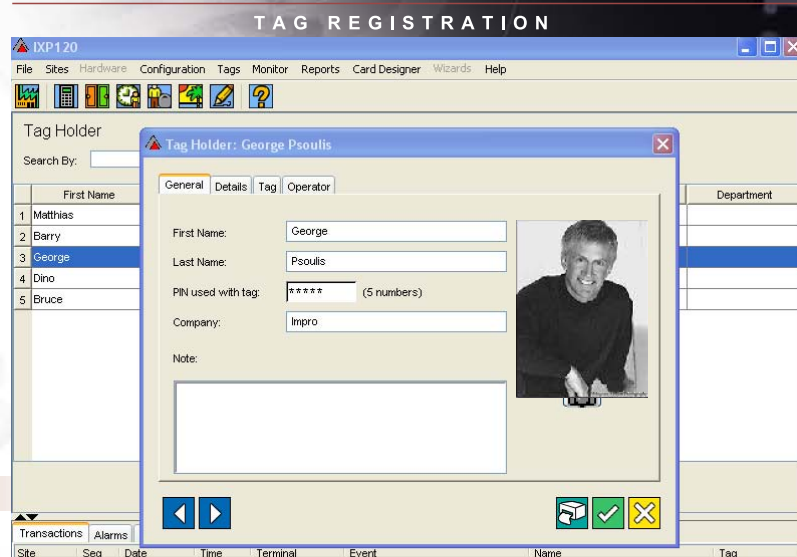 TAG REGISTRATION
IXP120
File Sites Hardware Configuration Tags Monitor Reports Card Designer Wizards Help
Tag Holder
Search By:
Tag Holder: George Psoulis
General Details Tag Operator
First Name Department
1 Matthias
2 Barry
3 George
4 Dino
5 Bruce
First Name: George
Last Name: Psoulis
PIN used with tag: ***** (5 numbers)
Company: Impro
Note:
Transactions Alarms
Site Seq Date Time Terminal Event Name Tag